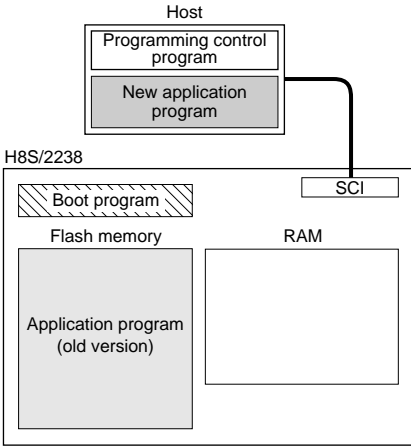 Host
Programming control
program
New application
program
H8S/2238
SCI
Boot program
Flash memory
RAM
Application program
(old version)